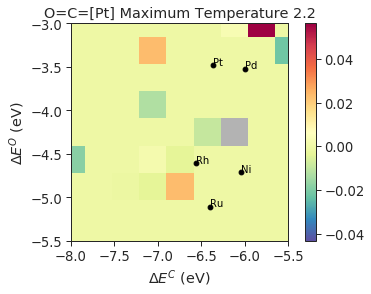 O=C=[Pt] Maximum Temperature 2.2
−3.0
−3.5
−4.0
−4.5
−5.0
−5.5
ΔE^O (eV)
Pt
Pd
Rh
Ni
Ru
−8.0 −7.5 −7.0 −6.5 −6.0 −5.5
ΔE^C (eV)
0.04
0.02
0.00
−0.02
−0.04